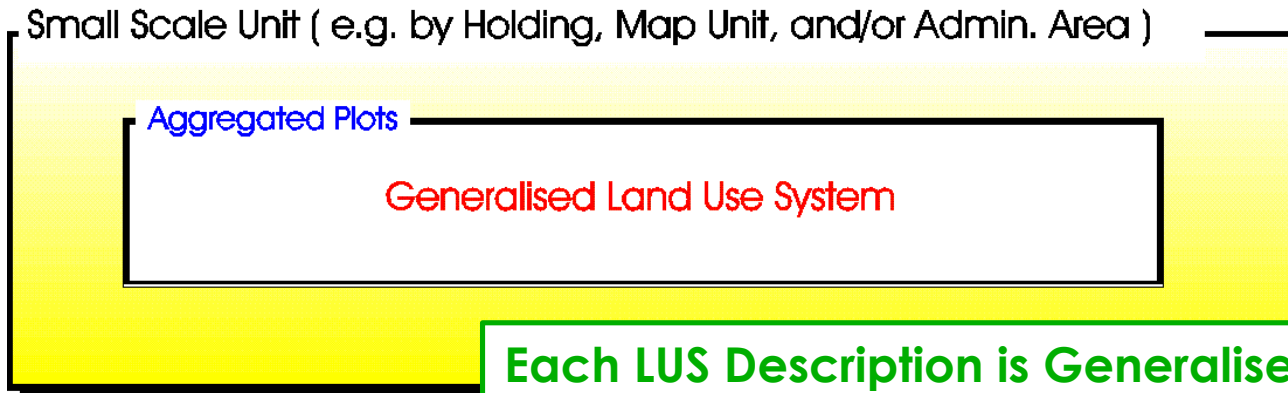 Small Scale Unit ( e.g. by Holding, Map Unit, and/or Admin. Area )
Aggregated Plots
Generalised Land Use System
Each LUS Description is Generalise